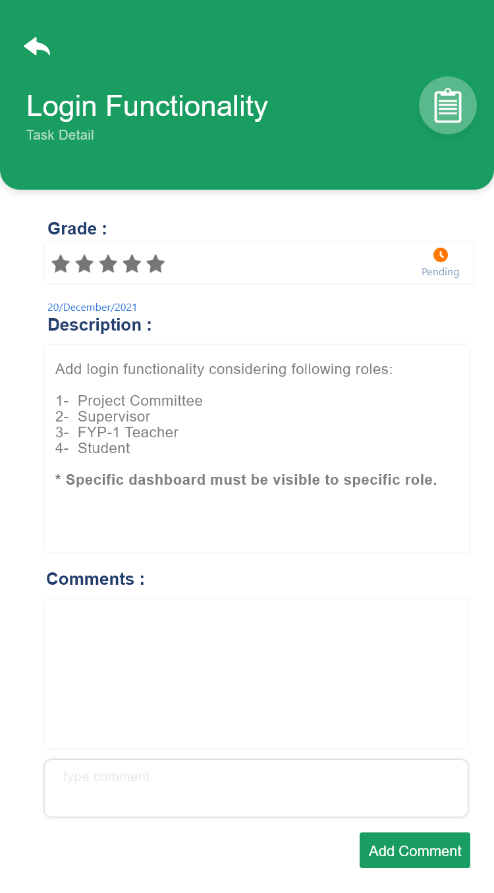 Login Functionality
Task Detail
Grade :
Pending
20/December/2021
Description :
Add login functionality considering following roles:
1- Project Committee
2- Supervisor
3- FYP-1 Teacher
4- Student
* Specific dashboard must be visible to specific role.
Comments :
type comment
Add Comment